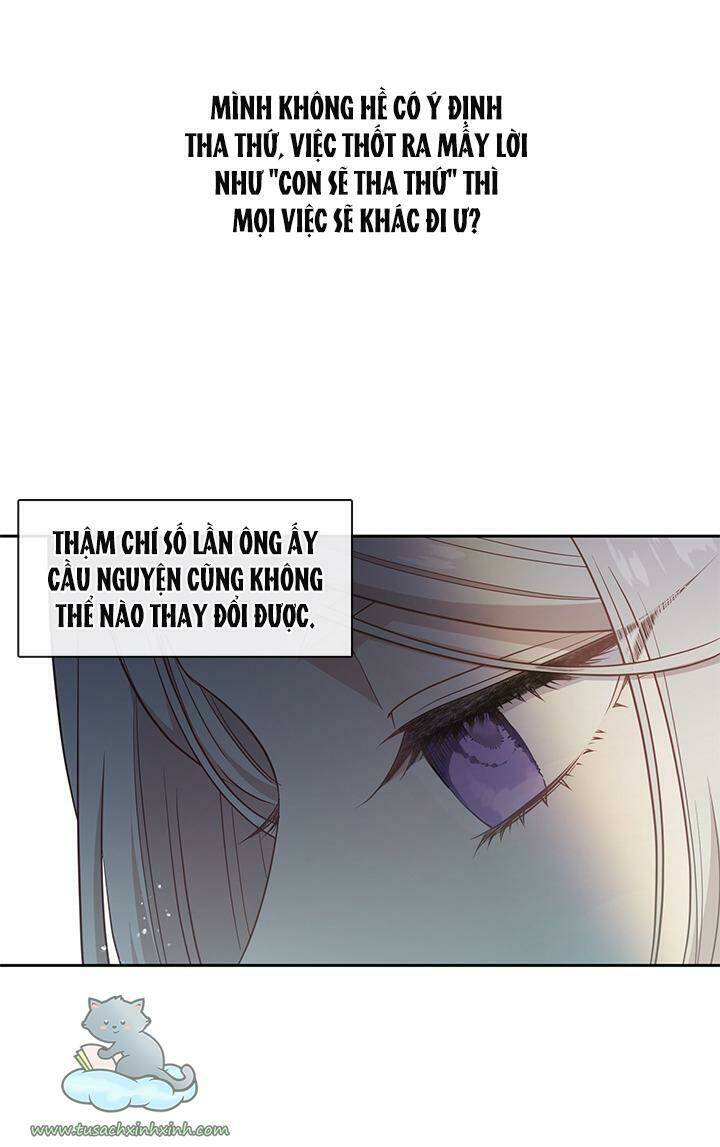 MÌNH KHÔNG HỀ CÓ Ý ĐỊNH
THA THỨ, VIỆC THỐT RA MẤY LỜI
NHƯ "CON SẼ THA THỨ" THÌ
MỌI VIỆC SẼ KHÁC ĐI Ư?
THẬM CHÍ SỐ LẦN ÔNG ẤY
CẦU NGUYỆN CŨNG KHÔNG
THỂ NÀO THAY ĐỔI ĐƯỢC.
www.tusachxinhxinh.com